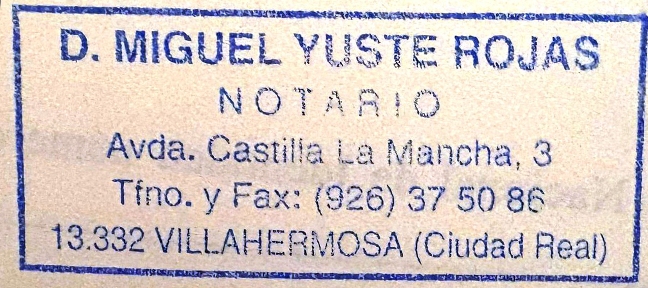 D. MIGUEL YUSTE ROJAS
NOTARIO
Avda. Castilla La Mancha, 3
Tfno. y Fax: (926) 37 50 86
13.332 VILLAHERMOSA (Ciudad Real)